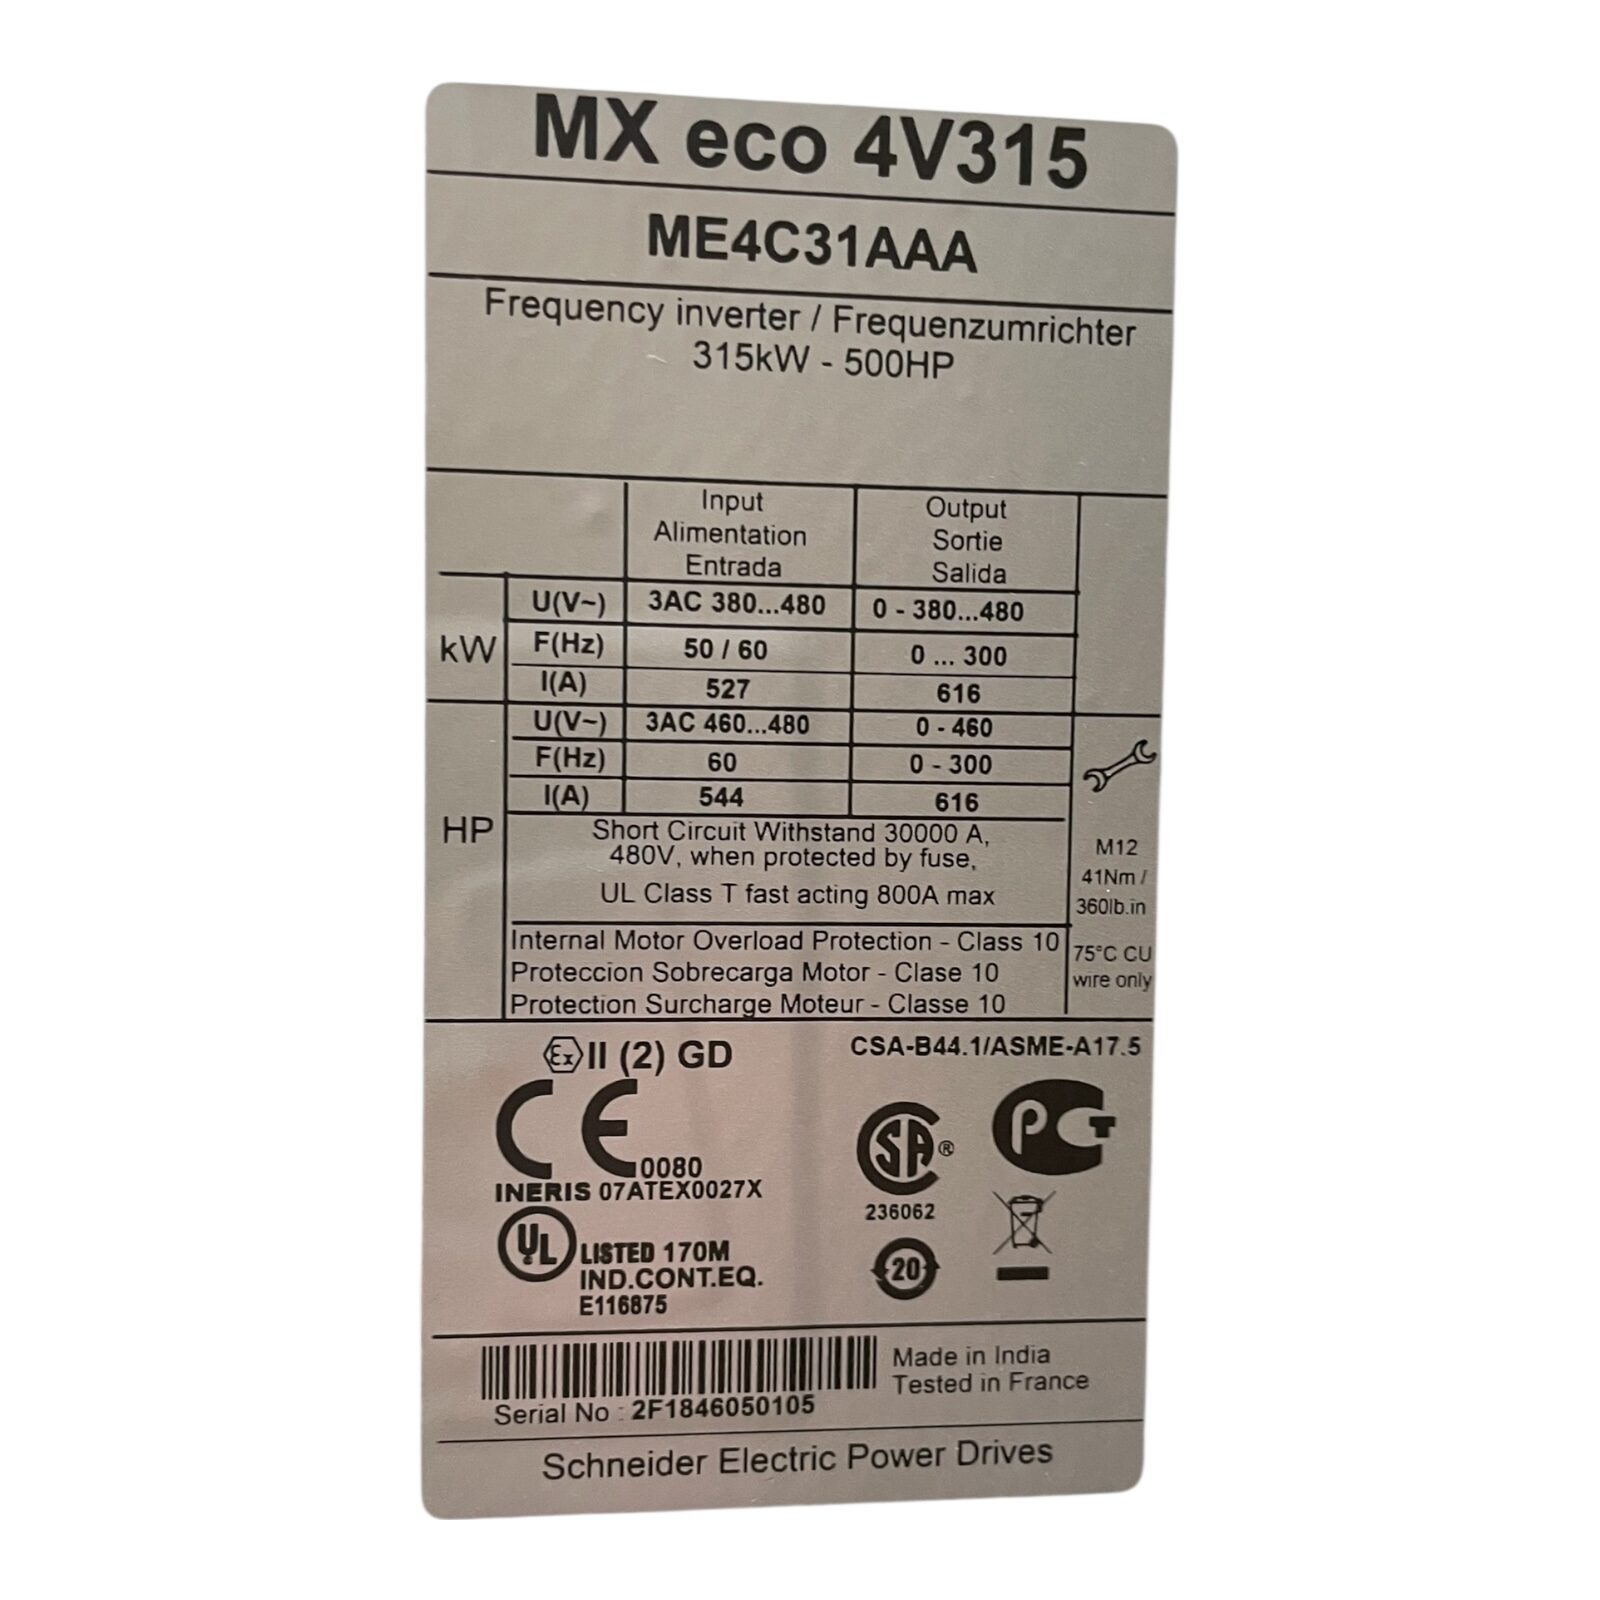 MX eco 4V315
ME4C31AAA
Frequency inverter / Frequenzumrichter
315kW - 500HP
Input
Alimentation
Entrada
Output
Sortie
Salida
kW
U(V~) 3AC 380...480 0 - 380...480
F(Hz) 50 / 60 0 ... 300
I(A) 527 616
HP
U(V~) 3AC 460...480 0 - 460
F(Hz) 60 0 - 300
I(A) 544 616
Short Circuit Withstand 30000 A,
480V, when protected by fuse,
UL Class T fast acting 800A max
Internal Motor Overload Protection - Class 10
Proteccion Sobrecarga Motor - Clase 10
Protection Surcharge Moteur - Classe 10
M12
41Nm /
360lb.in
75°C CU
wire only
Ex II (2) GD
CE 0080
INERIS 07ATEX0027X
UL LISTED 170M
IND.CONT.EQ.
E116875
CSA-B44.1/ASME-A17.5
SA ®
236062
PCT
20
Made in India
Tested in France
Serial No : 2F1846050105
Schneider Electric Power Drives